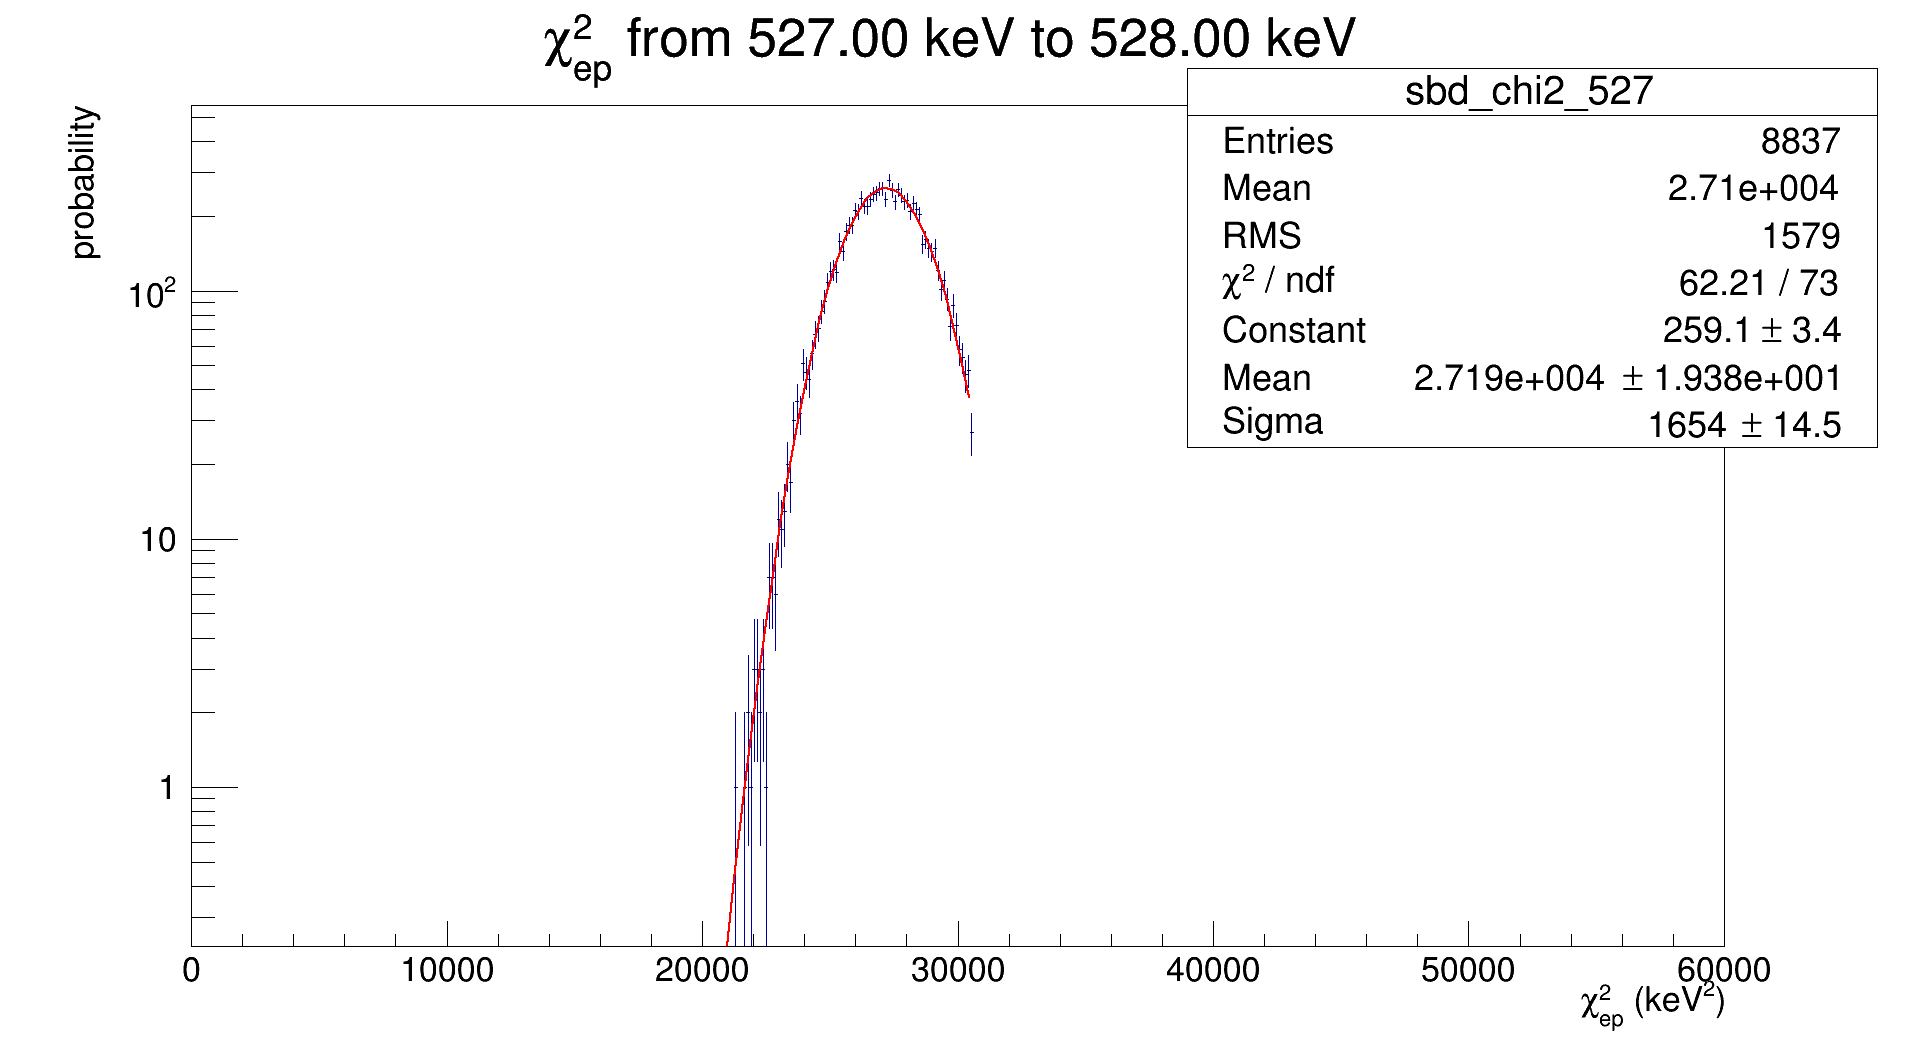 χ²ep from 527.00 keV to 528.00 keV
sbd_chi2_527
Entries 8837
Mean 2.71e+004
RMS 1579
χ² / ndf 62.21 / 73
Constant 259.1 ± 3.4
Mean 2.719e+004 ± 1.938e+001
Sigma 1654 ± 14.5
probability
10²
10
1
0 10000 20000 30000 40000 50000 60000
χ²ep (keV²)